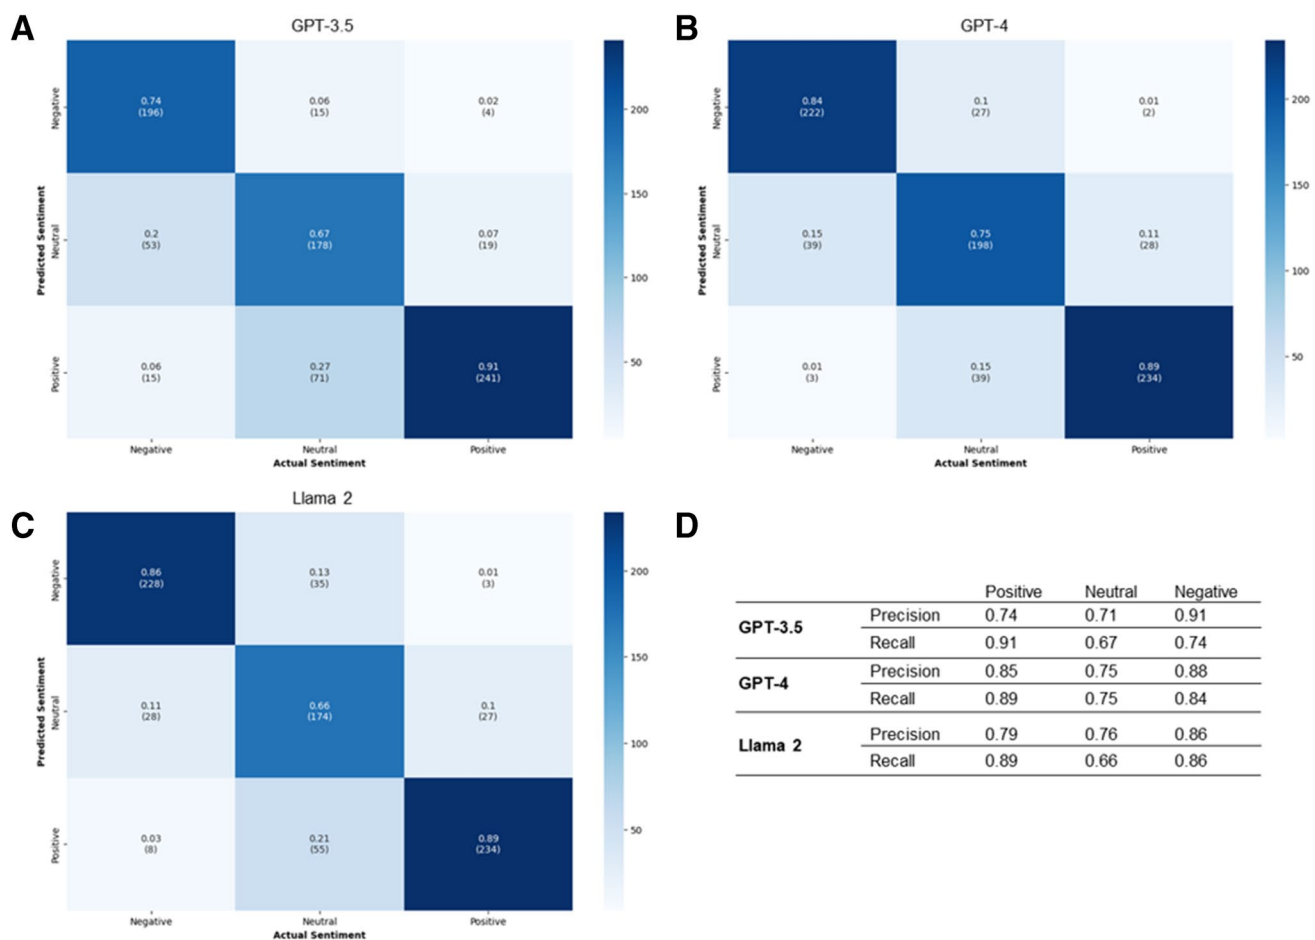 A
GPT-3.5
Negative
0.74
(196)
0.06
(15)
0.02
(4)
Predicted Sentiment
Neutral
0.2
(53)
0.67
(178)
0.07
(19)
Positive
0.06
(15)
0.27
(71)
0.91
(241)
Negative
Neutral
Positive
Actual Sentiment
200
150
100
50
B
GPT-4
Negative
0.84
(222)
0.1
(27)
0.01
(2)
Predicted Sentiment
Neutral
0.15
(39)
0.75
(198)
0.11
(28)
Positive
0.01
(3)
0.15
(39)
0.89
(234)
Negative
Neutral
Positive
Actual Sentiment
200
150
100
50
C
Llama 2
Negative
0.86
(228)
0.13
(35)
0.01
(3)
Predicted Sentiment
Neutral
0.11
(28)
0.66
(174)
0.1
(27)
Positive
0.03
(8)
0.21
(55)
0.89
(234)
Negative
Neutral
Positive
Actual Sentiment
200
150
100
50
D
Positive Neutral Negative
GPT-3.5
Precision 0.74 0.71 0.91
Recall 0.91 0.67 0.74
GPT-4
Precision 0.85 0.75 0.88
Recall 0.89 0.75 0.84
Llama 2
Precision 0.79 0.76 0.86
Recall 0.89 0.66 0.86